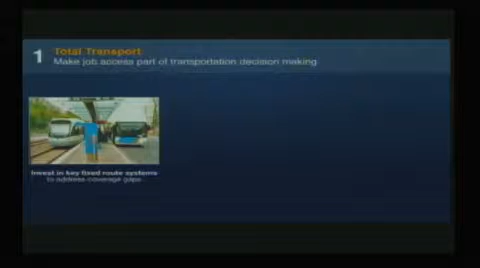 1
Total Transport:
Make job access part of transportation decision making
Invest in key fixed route systems
to address coverage gaps